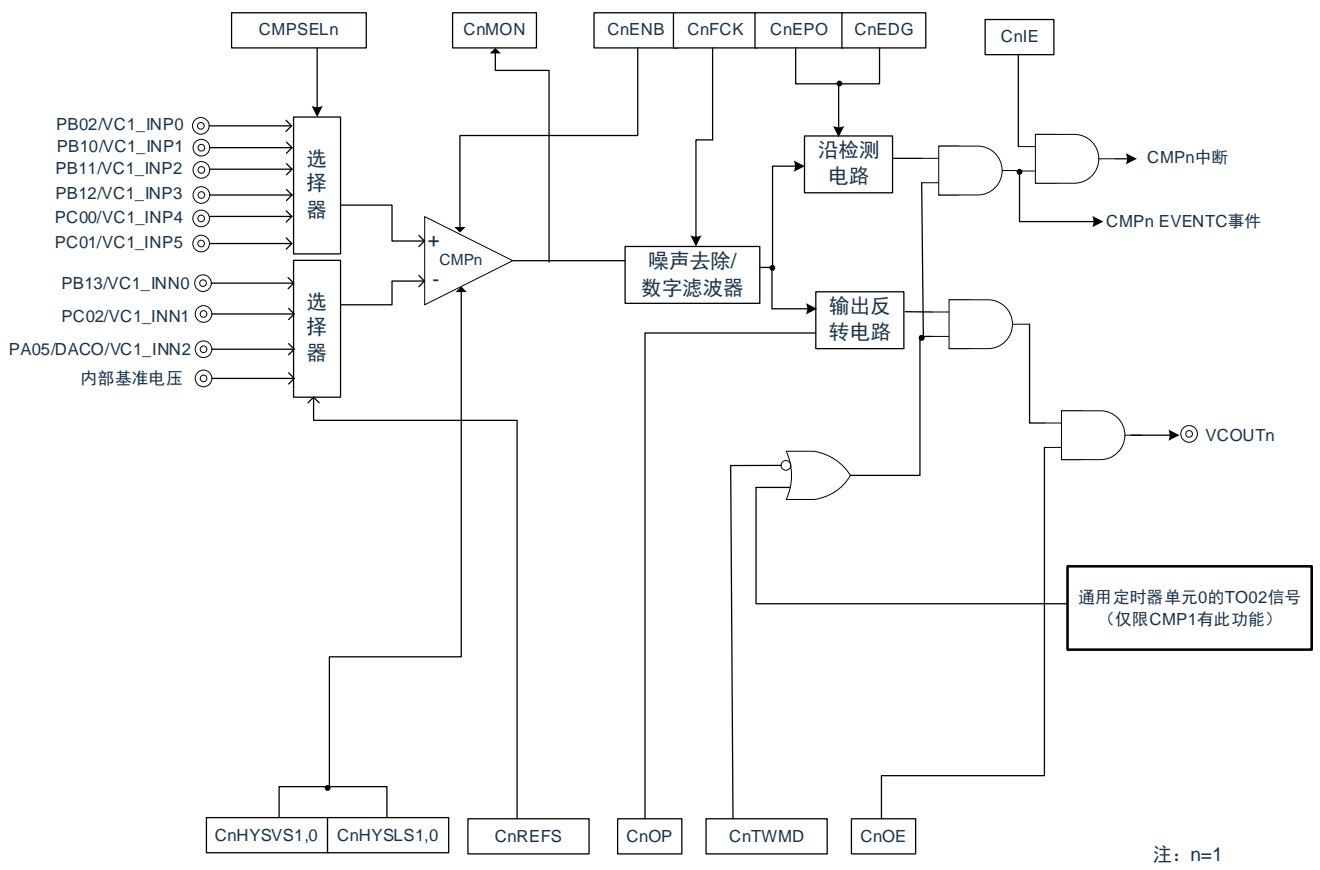 CMPSELn
CnMON
CnENB
CnFCK
CnEPO
CnEDG
CnIE
PB02/VC1_INP0
PB10/VC1_INP1
PB11/VC1_INP2
PB12/VC1_INP3
PC00/VC1_INP4
PC01/VC1_INP5
选
择
器
PB13/VC1_INN0
PC02/VC1_INN1
PA05/DACO/VC1_INN2
内部基准电压
选
择
器
+
CMPn
-
噪声去除/
数字滤波器
沿检测
电路
输出反
转电路
CMPn中断
CMPn EVENTC事件
VCOUTn
通用定时器单元0的TO02信号
（仅限CMP1有此功能）
CnHYSVS1,0
CnHYSLS1,0
CnREFS
CnOP
CnTWMD
CnOE
注：n=1